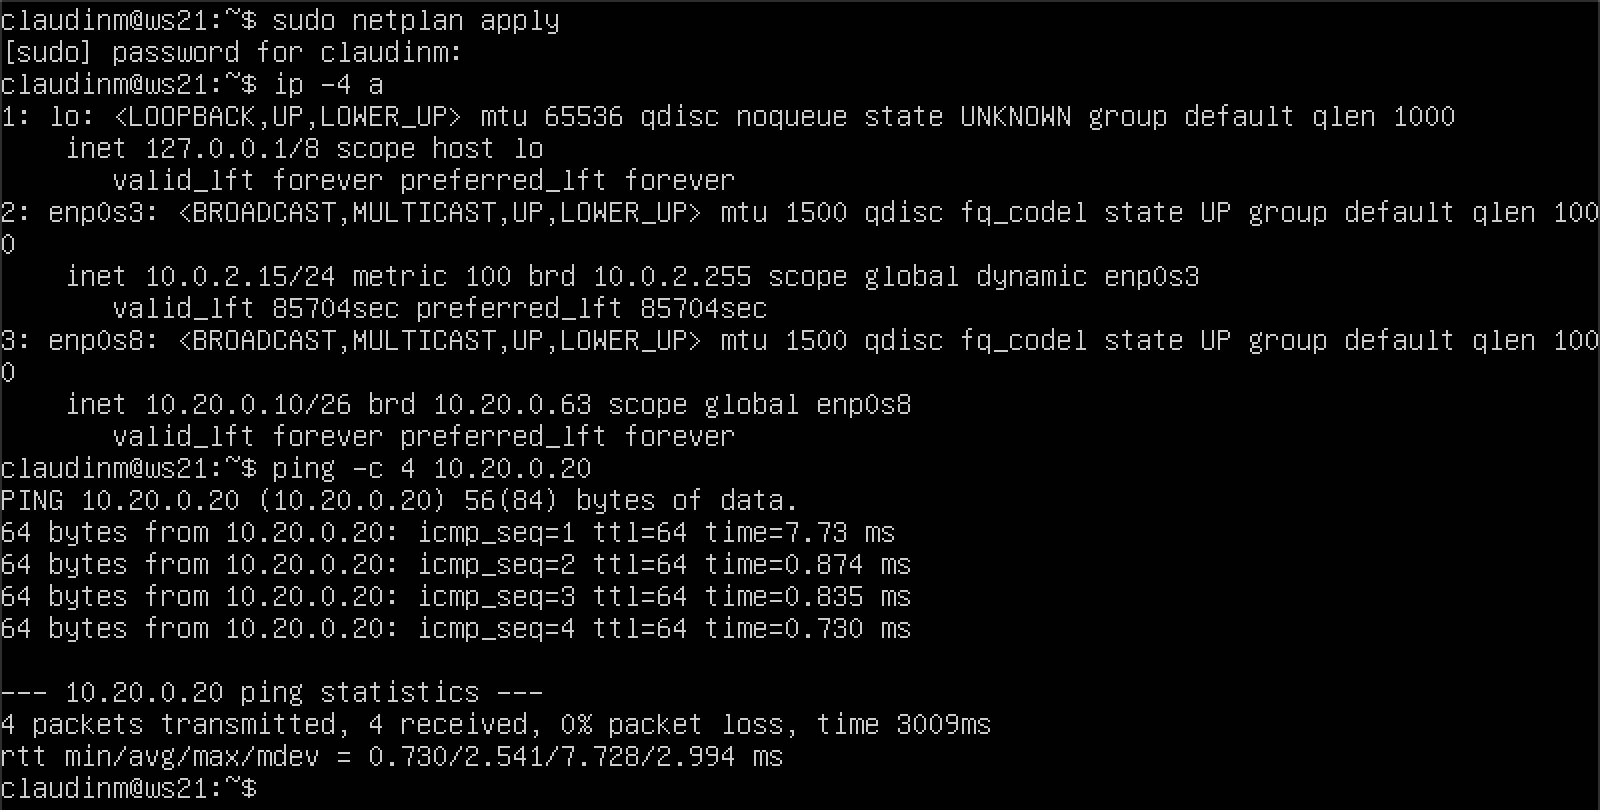 claudinm@ws21:~$ sudo netplan apply
[sudo] password for claudinm:
claudinm@ws21:~$ ip -4 a
1: lo: <LOOPBACK,UP,LOWER_UP> mtu 65536 qdisc noqueue state UNKNOWN group default qlen 1000
    inet 127.0.0.1/8 scope host lo
       valid_lft forever preferred_lft forever
2: enp0s3: <BROADCAST,MULTICAST,UP,LOWER_UP> mtu 1500 qdisc fq_codel state UP group default qlen 100
0
    inet 10.0.2.15/24 metric 100 brd 10.0.2.255 scope global dynamic enp0s3
       valid_lft 85704sec preferred_lft 85704sec
3: enp0s8: <BROADCAST,MULTICAST,UP,LOWER_UP> mtu 1500 qdisc fq_codel state UP group default qlen 100
0
    inet 10.20.0.10/26 brd 10.20.0.63 scope global enp0s8
       valid_lft forever preferred_lft forever
claudinm@ws21:~$ ping -c 4 10.20.0.20
PING 10.20.0.20 (10.20.0.20) 56(84) bytes of data.
64 bytes from 10.20.0.20: icmp_seq=1 ttl=64 time=7.73 ms
64 bytes from 10.20.0.20: icmp_seq=2 ttl=64 time=0.874 ms
64 bytes from 10.20.0.20: icmp_seq=3 ttl=64 time=0.835 ms
64 bytes from 10.20.0.20: icmp_seq=4 ttl=64 time=0.730 ms

--- 10.20.0.20 ping statistics ---
4 packets transmitted, 4 received, 0% packet loss, time 3009ms
rtt min/avg/max/mdev = 0.730/2.541/7.728/2.994 ms
claudinm@ws21:~$